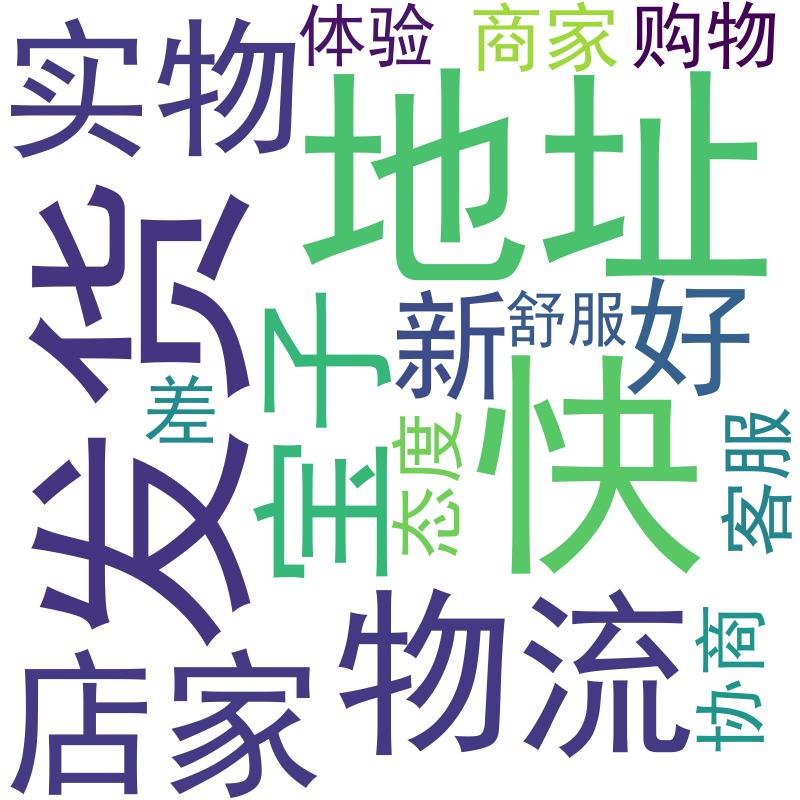 体验
商家
购物
实物
地址
发货
宝子
新
舒服
好
差
态度
快
客服
店家
物流
协商